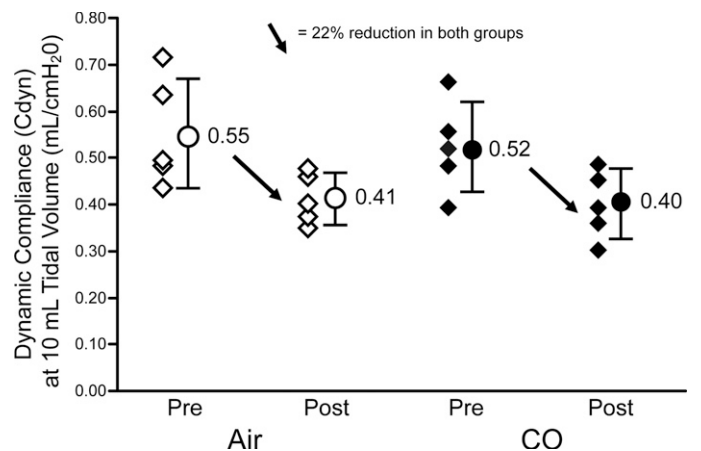 Dynamic Compliance (Cdyn)
at 10 mL Tidal Volume (mL/cmH₂0)
0.80
0.70
0.60
0.50
0.40
0.30
0.20
0.10
0.00
= 22% reduction in both groups
0.55
0.41
0.52
0.40
Pre
Post
Pre
Post
Air
CO